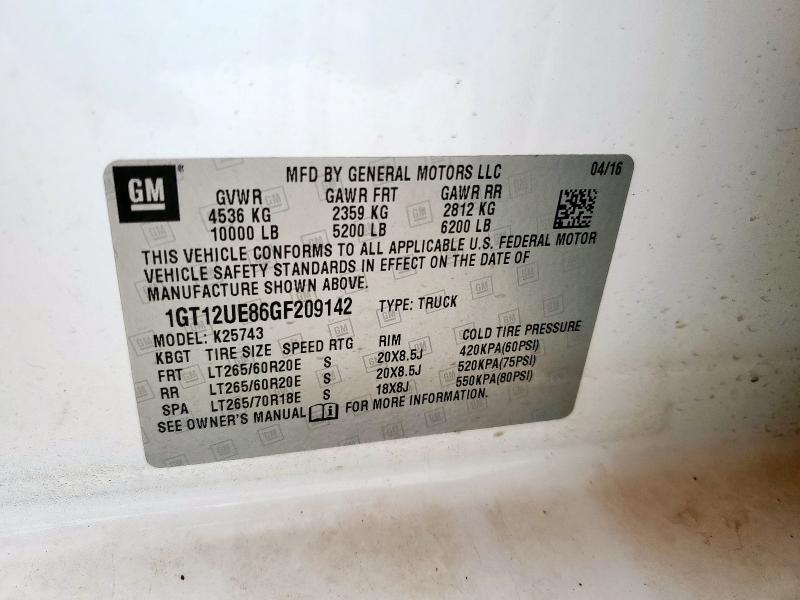 GM
MFD BY GENERAL MOTORS LLC 04/16
GVWR GAWR FRT GAWR RR
4536 KG 2359 KG 2812 KG
10000 LB 5200 LB 6200 LB
THIS VEHICLE CONFORMS TO ALL APPLICABLE U.S. FEDERAL MOTOR
VEHICLE SAFETY STANDARDS IN EFFECT ON THE DATE OF
MANUFACTURE SHOWN ABOVE.
1GT12UE86GF209142 TYPE: TRUCK
MODEL: K25743
KBGT TIRE SIZE SPEED RTG RIM COLD TIRE PRESSURE
FRT LT265/60R20E S 20X8.5J 420KPA(60PSI)
RR LT265/60R20E S 20X8.5J 520KPA(75PSI)
SPA LT265/70R18E S 18X8J 550KPA(80PSI)
SEE OWNER'S MANUAL FOR MORE INFORMATION.